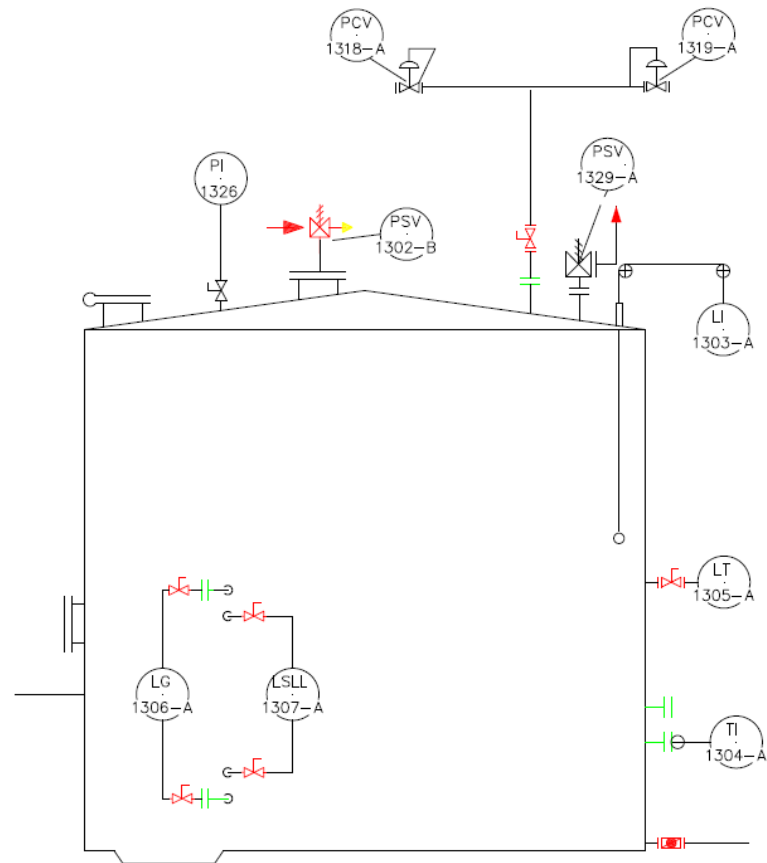 PCV
1318-A
PCV
1319-A
PI
1326
PSV
1302-B
PSV
1329-A
LI
1303-A
LT
1305-A
LG
1306-A
LSLL
1307-A
TI
1304-A